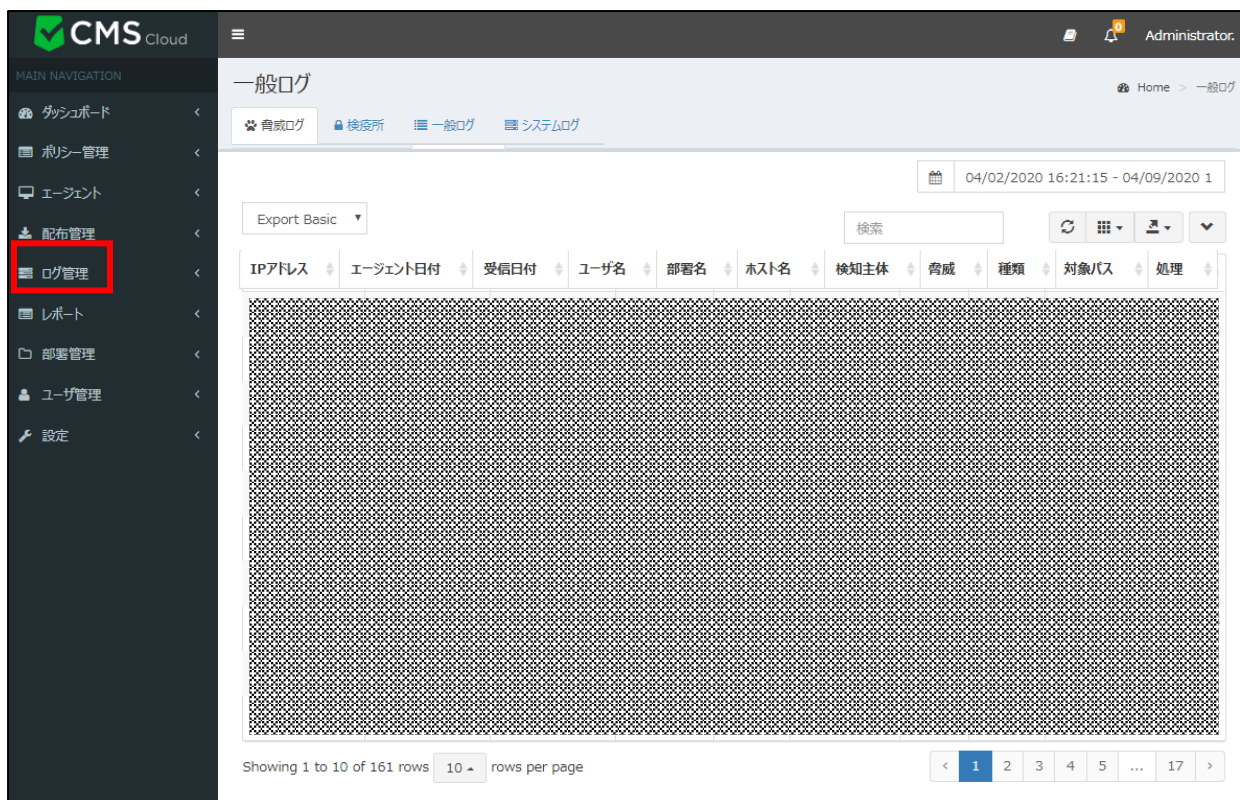 CMS Cloud
Administrator.
0
MAIN NAVIGATION
ダッシュボード
ポリシー管理
エージェント
配布管理
ログ管理
レポート
部署管理
ユーザ管理
設定
一般ログ
Home > 一般ログ
脅威ログ 検疫所 一般ログ システムログ
04/02/2020 16:21:15 - 04/09/2020 1
Export Basic
検索
IPアドレス エージェント日付 受信日付 ユーザ名 部署名 ホスト名 検知主体 脅威 種類 対象パス 処理
Showing 1 to 10 of 161 rows 10 rows per page
< 1 2 3 4 5 ... 17 >